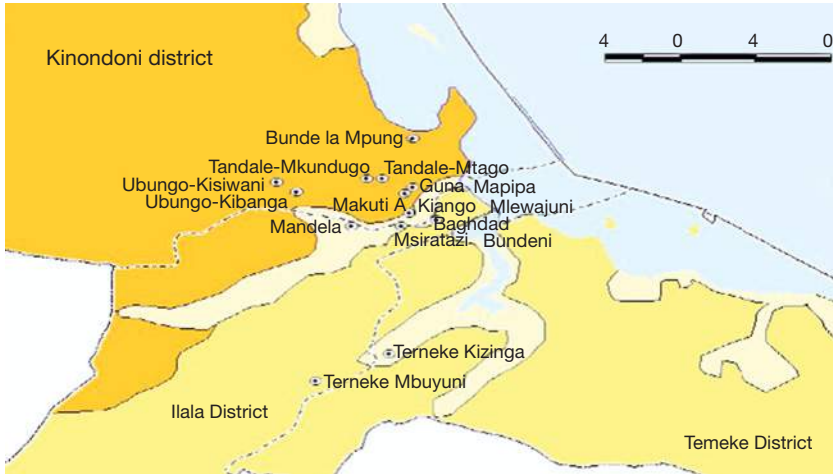 Kinondoni district
4 0 4 0
Bunde la Mpung
Tandale-Mkundugo
Tandale-Mtago
Ubungo-Kisiwani
Guna
Mapipa
Ubungo-Kibanga
Makuti A
Kiango
Mlewajuni
Mandela
Baghdad
Msiratazi
Bundeni
Terneke Kizinga
Terneke Mbuyuni
Ilala District
Temeke District